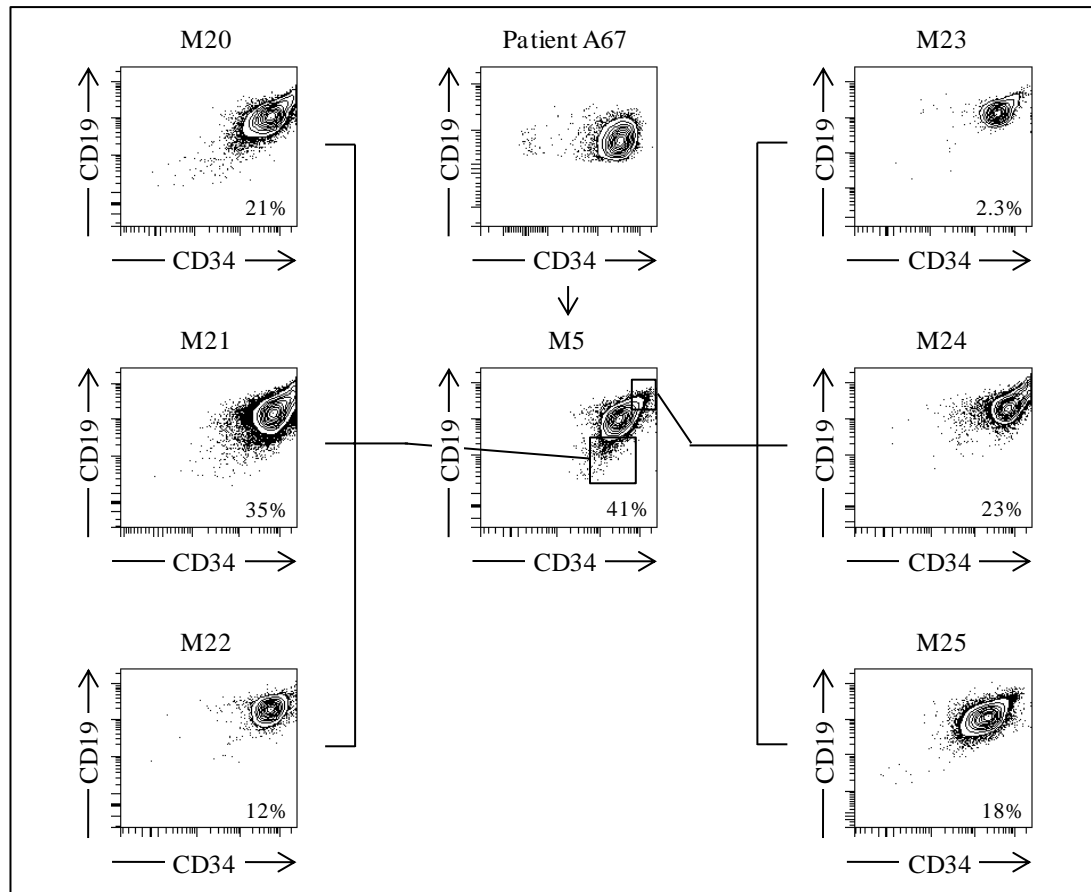 M20
CD19
21%
CD34
Patient A67
CD19
CD34
M23
CD19
2.3%
CD34
M21
CD19
35%
CD34
M5
CD19
41%
CD34
M24
CD19
23%
CD34
M22
CD19
12%
CD34
M25
CD19
18%
CD34